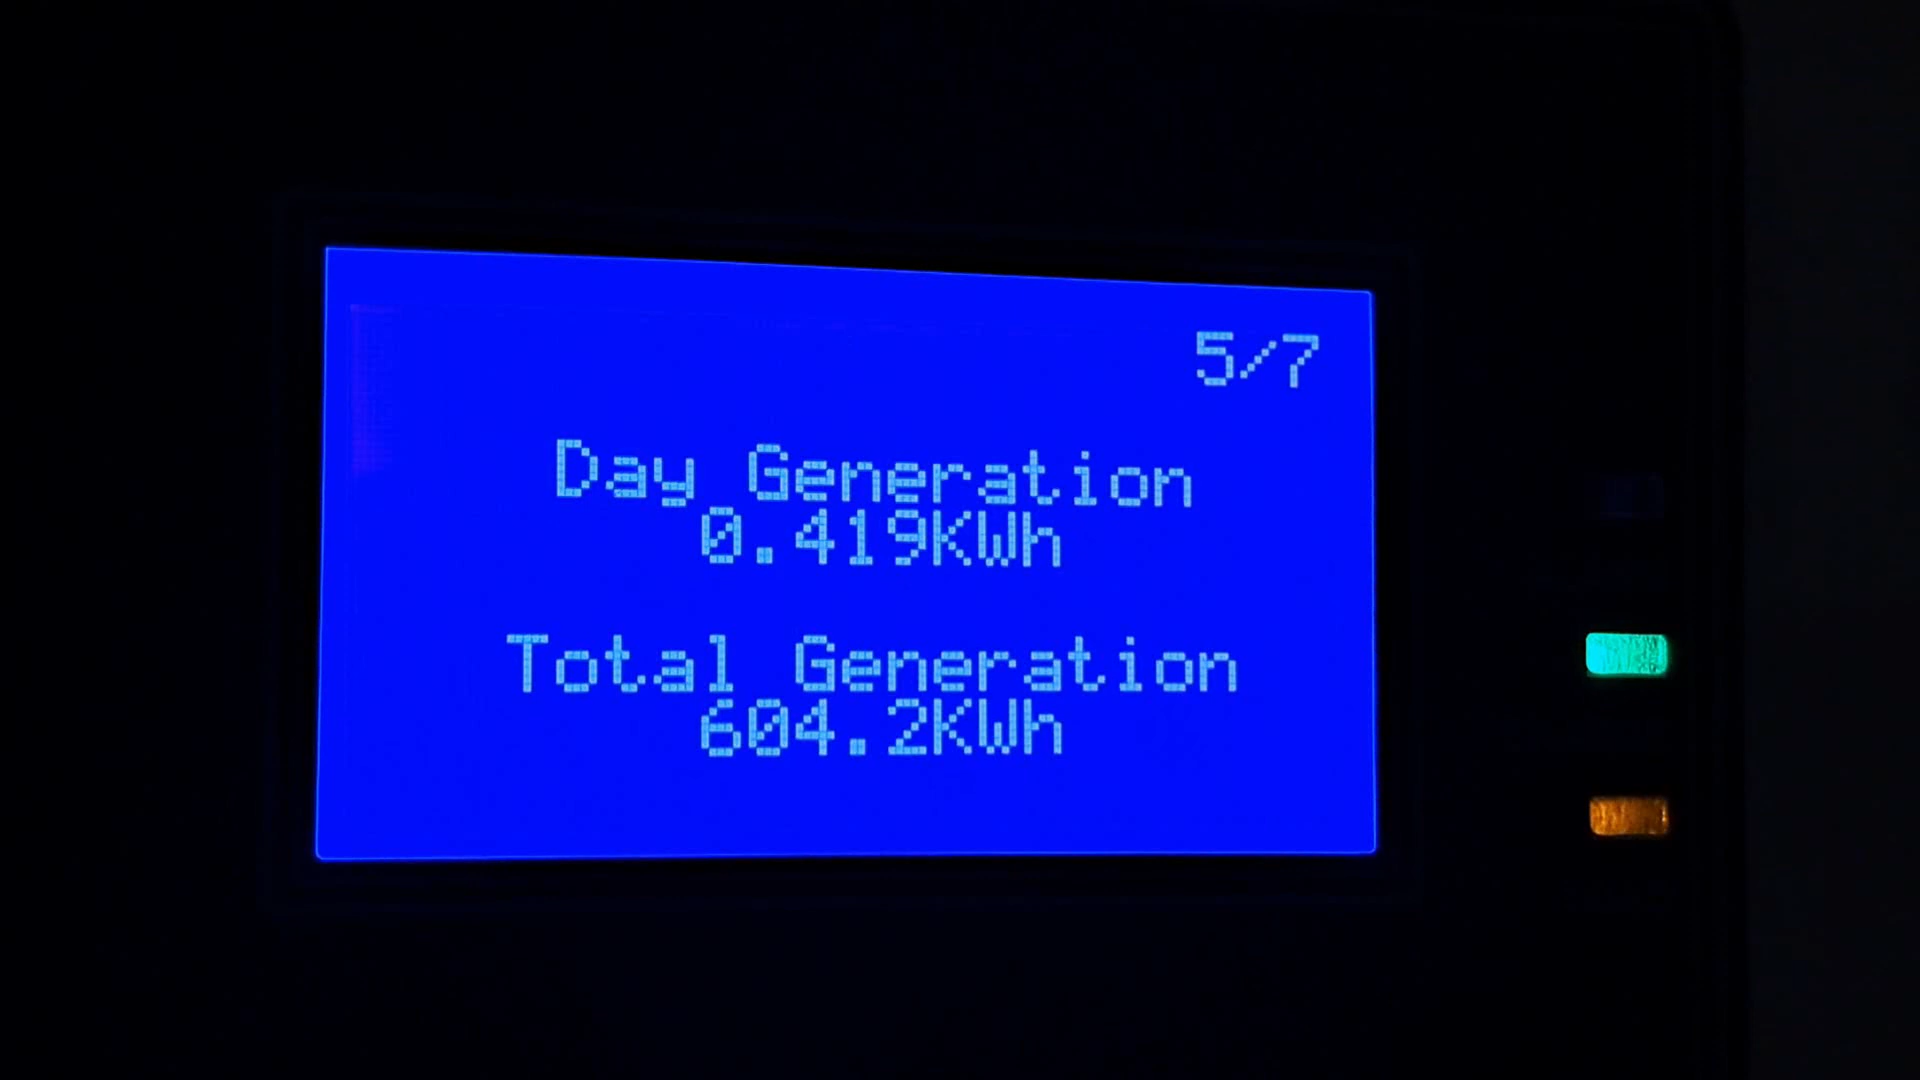 5/7
Day Generation
0.419KWh
Total Generation
604.2KWh